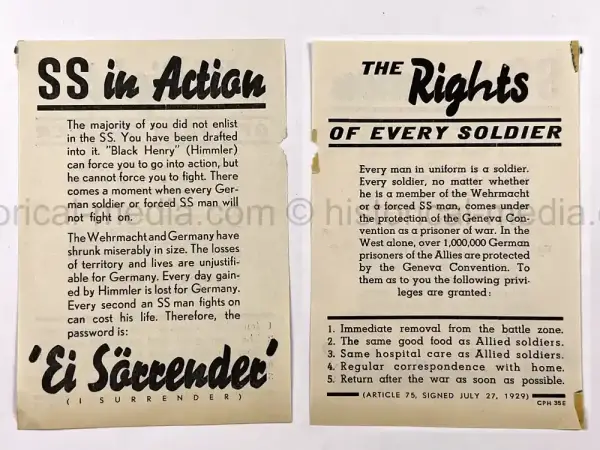 SS in Action
The majority of you did not enlist
in the SS. You have been drafted
into it. "Black Henry" (Himmler)
can force you to go into action, but
he cannot force you to fight. There
comes a moment when every Ger-
man soldier or forced SS man will
not fight on.
The Wehrmacht and Germany have
shrunk miserably in size. The losses
of territory and lives are unjustifi-
able for Germany. Every day gain-
ed by Himmler is lost for Germany.
Every second an SS man fights on
can cost his life. Therefore, the
password is:
'Ei Sörrender'
(I SURRENDER)
THE Rights
OF EVERY SOLDIER
Every man in uniform is a soldier.
Every soldier, no matter whether
he is a member of the Wehrmacht
or a forced SS man, comes under
the protection of the Geneva Con-
vention as a prisoner of war. In the
West alone, over 1,000,000 German
prisoners of the Allies are protected
by the Geneva Convention. To
them as to you the following privi-
leges are granted:
1. Immediate removal from the battle zone.
2. The same good food as Allied soldiers.
3. Same hospital care as Allied soldiers.
4. Regular correspondence with home.
5. Return after the war as soon as possible.
(ARTICLE 75, SIGNED JULY 27, 1929)
CPH 36E